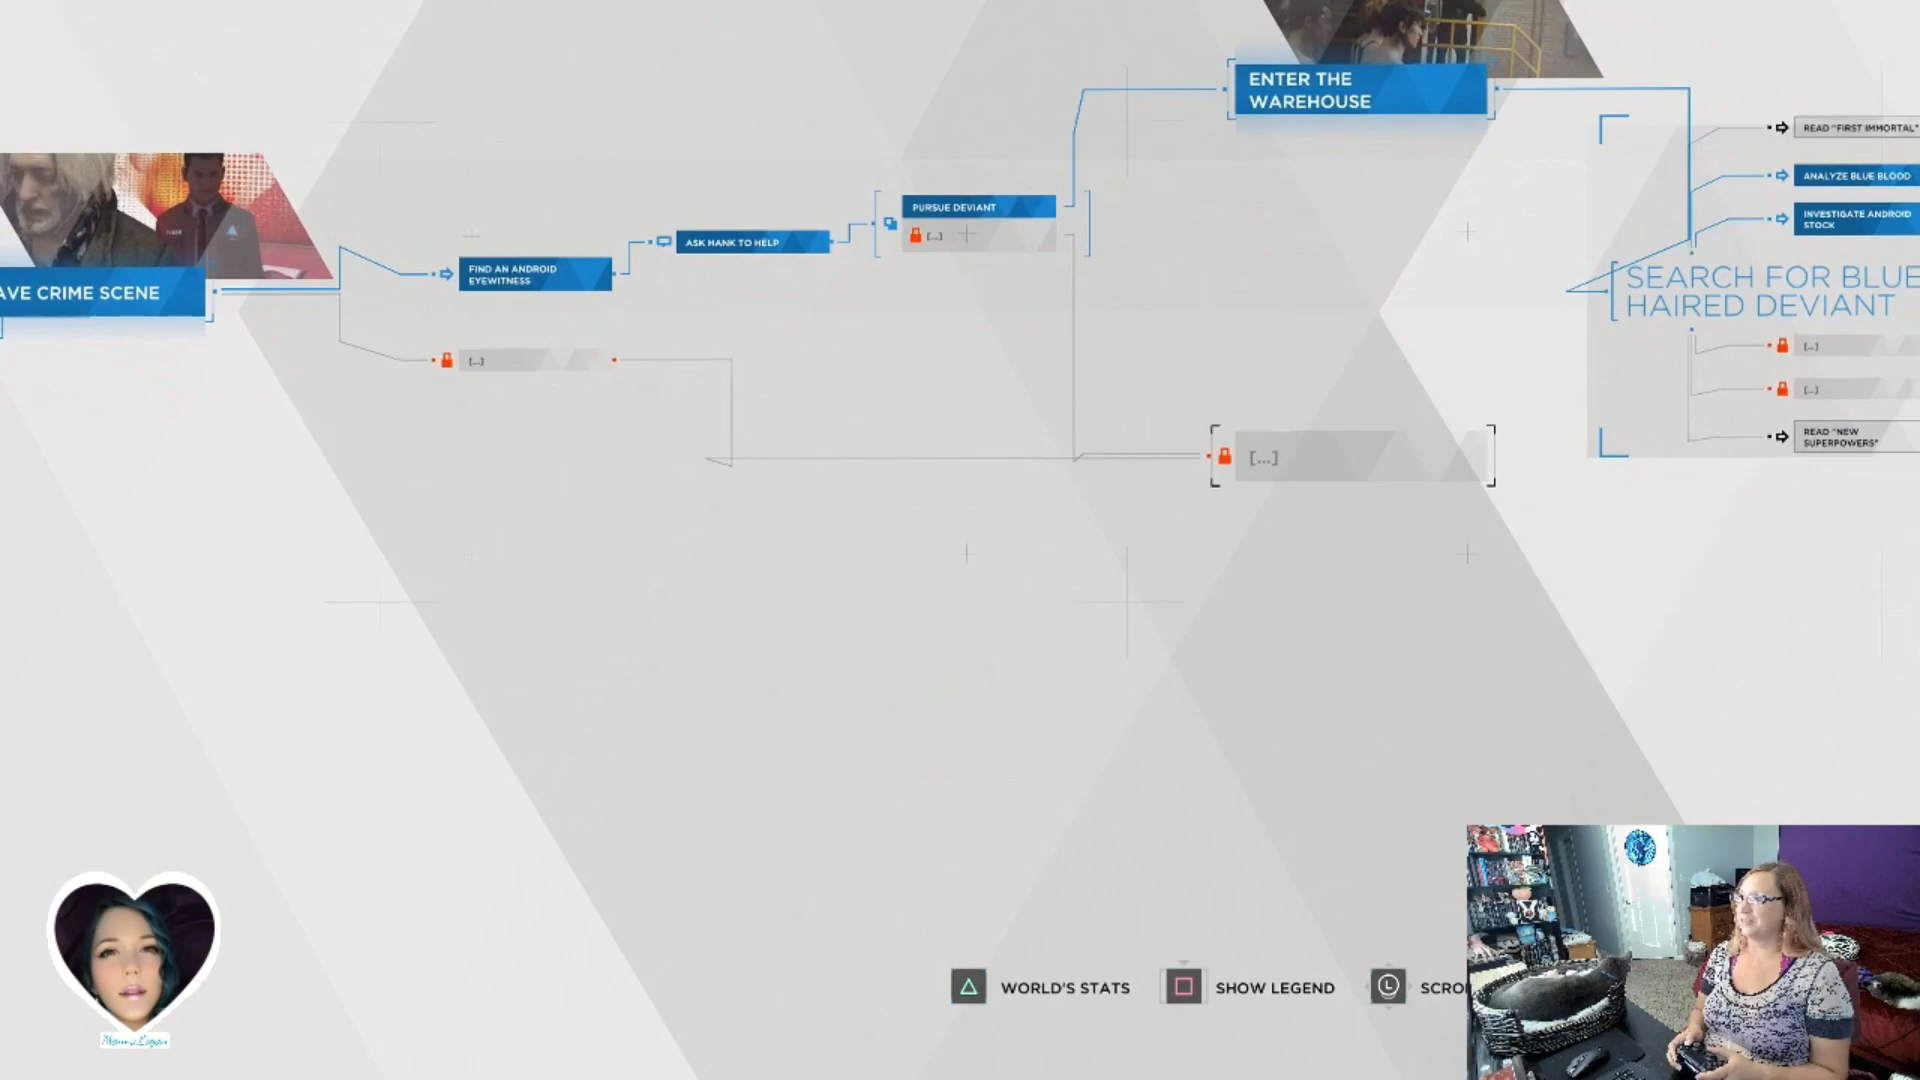 ENTER THE
WAREHOUSE
READ "FIRST IMMORTAL"
ANALYZE BLUE BLOOD
INVESTIGATE ANDROID
STOCK
PURSUE DEVIANT
[...]
ASK HANK TO HELP
FIND AN ANDROID
EYEWITNESS
AVE CRIME SCENE
SEARCH FOR BLUE
HAIRED DEVIANT
[...]
[...]
[...]
READ "NEW
SUPERPOWERS"
[...]
WORLD'S STATS
SHOW LEGEND
L
SCRO